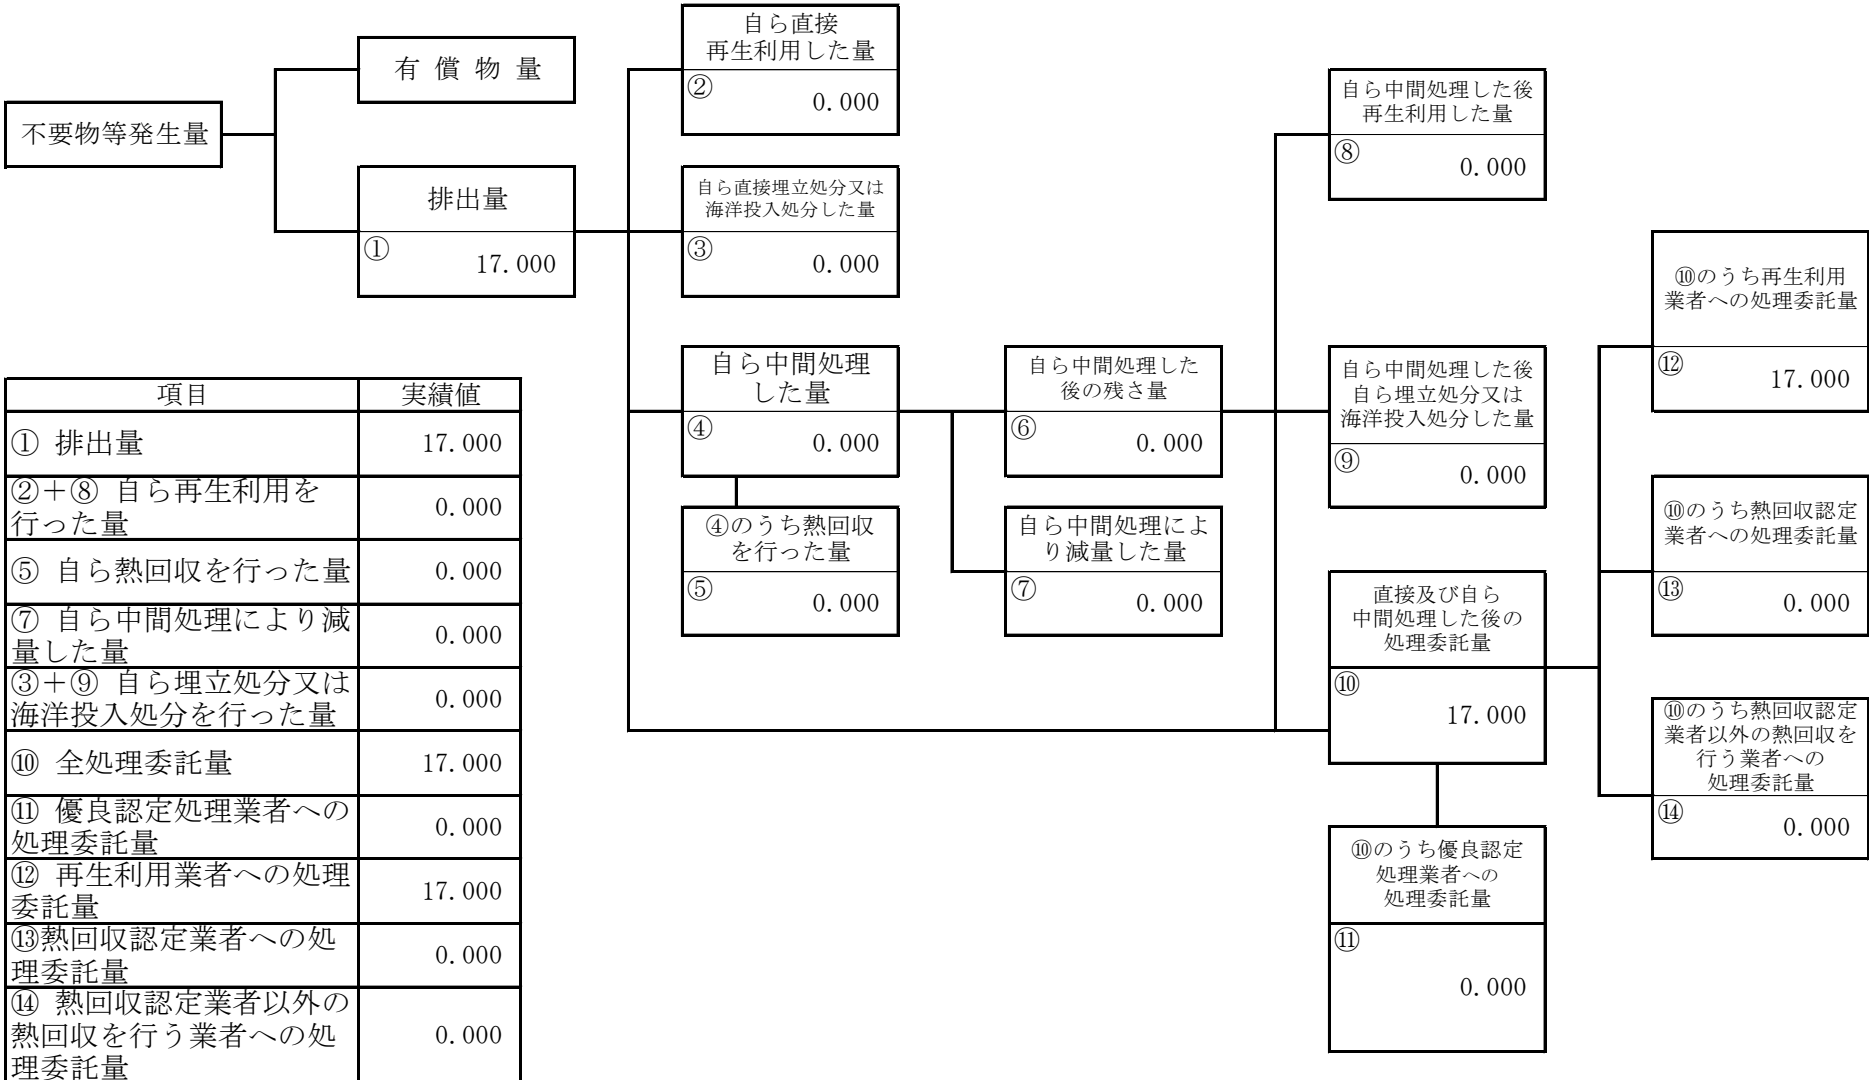 不要物等発生量
有 償 物 量
排出量
① 17.000
自ら直接
再生利用した量
② 0.000
自ら直接埋立処分又は
海洋投入処分した量
③ 0.000
自ら中間処理
した量
④ 0.000
④のうち熱回収
を行った量
⑤ 0.000
自ら中間処理した
後の残さ量
⑥ 0.000
自ら中間処理によ
り減量した量
⑦ 0.000
自ら中間処理した後
再生利用した量
⑧ 0.000
自ら中間処理した後
自ら埋立処分又は
海洋投入処分した量
⑨ 0.000
直接及び自ら
中間処理した後の
処理委託量
⑩
17.000
⑩のうち優良認定
処理業者への
処理委託量
⑪
0.000
⑩のうち再生利用
業者への処理委託量
⑫ 17.000
⑩のうち熱回収認定
業者への処理委託量
⑬ 0.000
⑩のうち熱回収認定
業者以外の熱回収を
行う業者への
処理委託量
⑭ 0.000
項目 実績値
① 排出量 17.000
②＋⑧ 自ら再生利用を
行った量 0.000
⑤ 自ら熱回収を行った量 0.000
⑦ 自ら中間処理により減
量した量 0.000
③＋⑨ 自ら埋立処分又は
海洋投入処分を行った量 0.000
⑩ 全処理委託量 17.000
⑪ 優良認定処理業者への
処理委託量 0.000
⑫ 再生利用業者への処理
委託量 17.000
⑬熱回収認定業者への処
理委託量 0.000
⑭ 熱回収認定業者以外の
熱回収を行う業者への処
理委託量 0.000